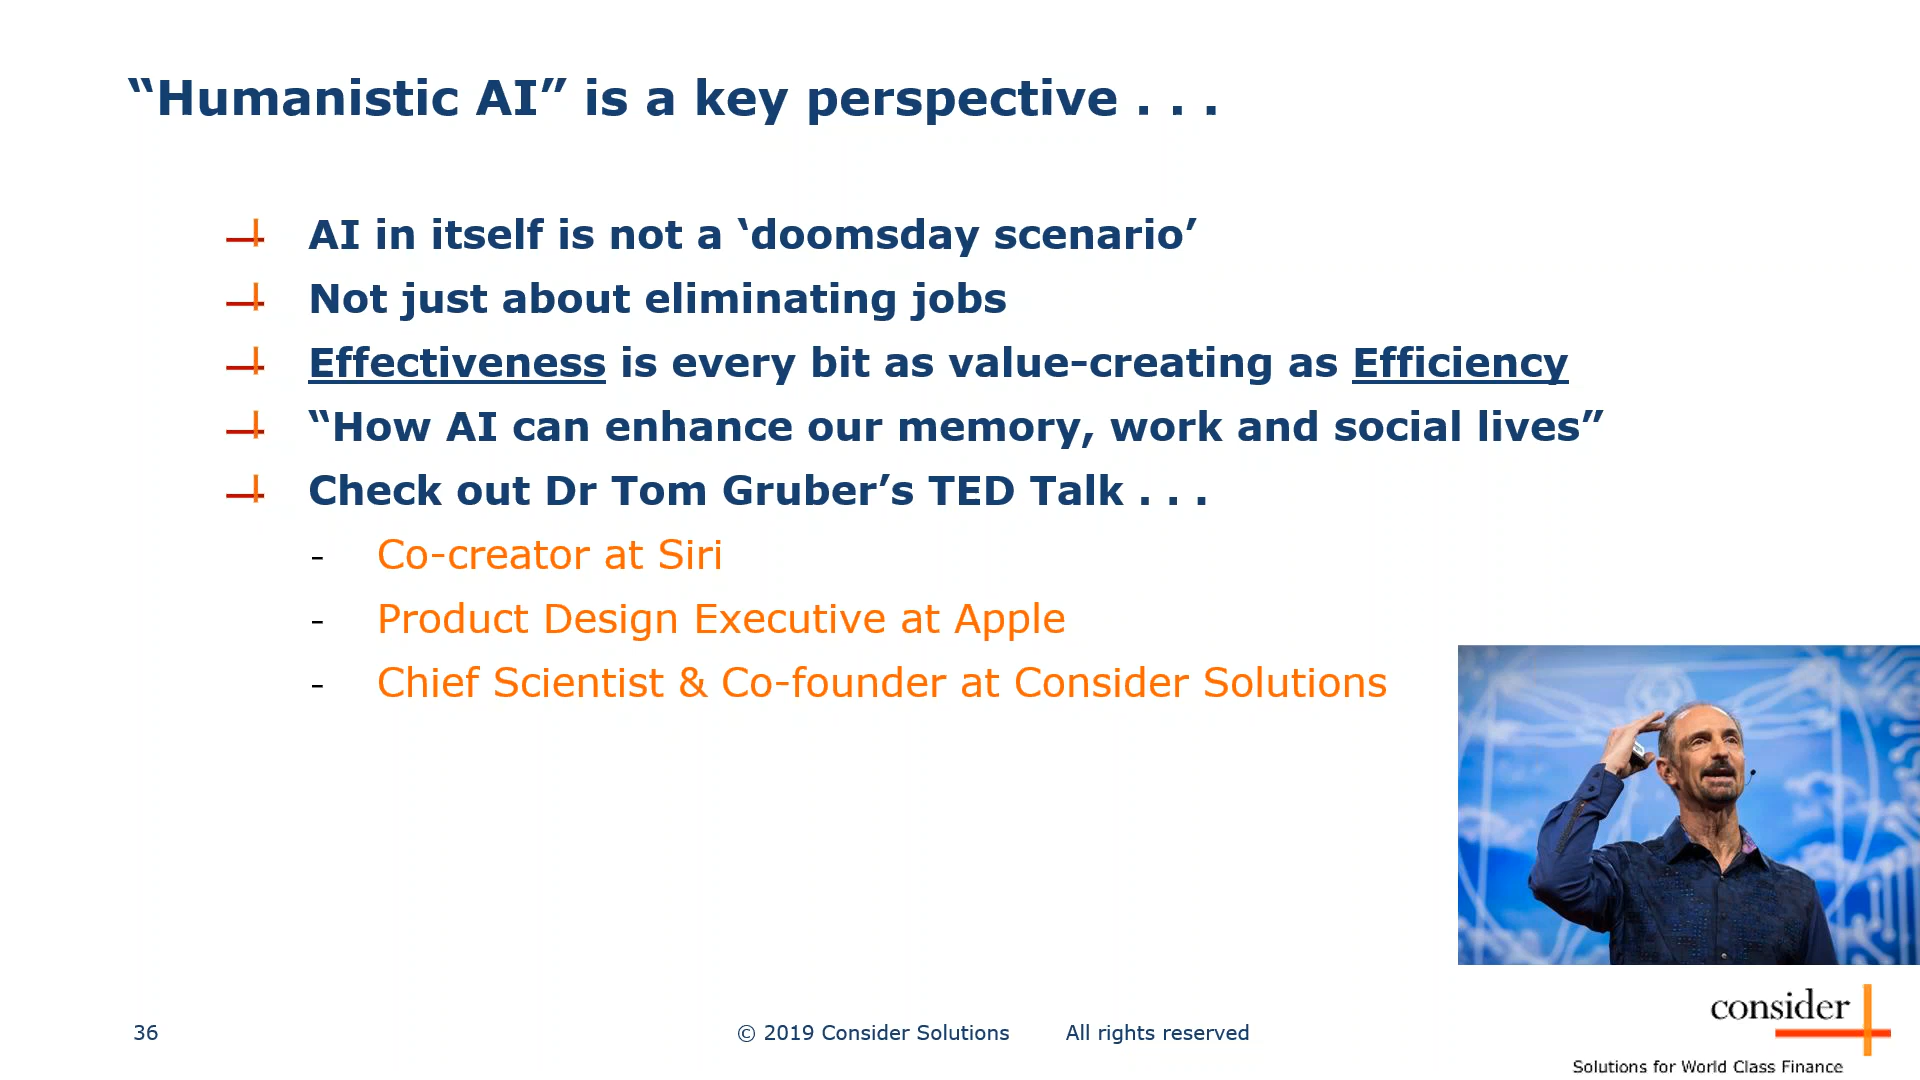 “Humanistic AI” is a key perspective . . .
AI in itself is not a ‘doomsday scenario’
Not just about eliminating jobs
Effectiveness is every bit as value-creating as Efficiency
“How AI can enhance our memory, work and social lives”
Check out Dr Tom Gruber’s TED Talk . . .
- Co-creator at Siri
- Product Design Executive at Apple
- Chief Scientist & Co-founder at Consider Solutions
36
© 2019 Consider Solutions All rights reserved
consider
Solutions for World Class Finance